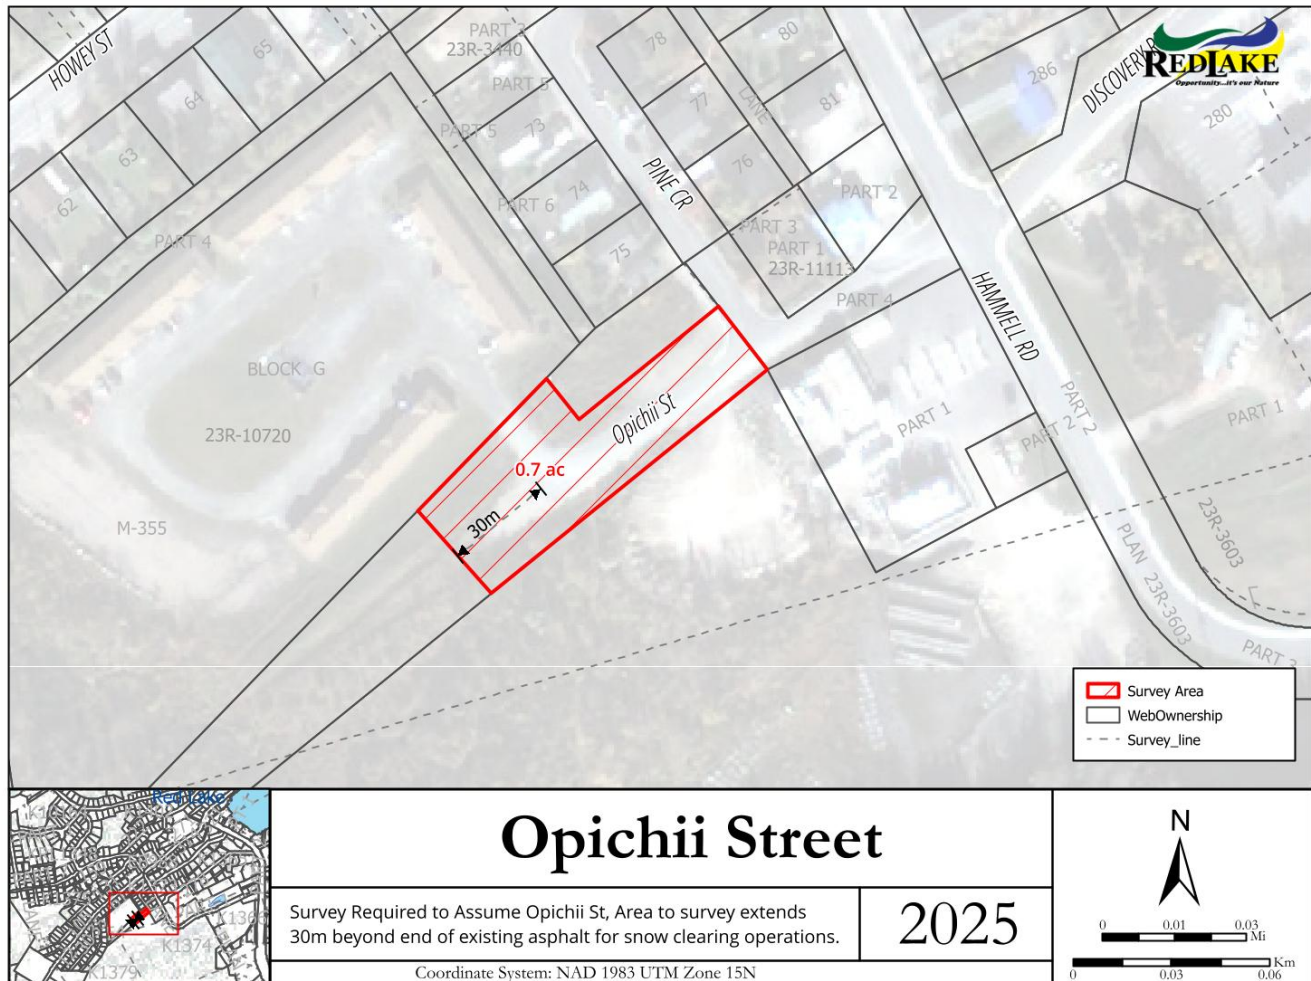 HOWEY ST
65
64
63
62
PART 3
23R-3440
PART 5
PART 5
73
74
PART 6
75
PART 4
78
77
76
LANE
80
81
PINE CR
PART 2
PART 3
PART 1
23R-11113
PART 4
286
DISCOVERY R
280
REDLAKE
Opportunity...it's our Nature
HAMMELL RD
BLOCK G
23R-10720
M-355
Opichii St
0.7 ac
30m
PART 1
PART 2
PART 2
PART 1
23R-3603
PLAN 23R-3603
PART 3
Survey Area
WebOwnership
Survey_line
Red Lake
K1366
K1374
K1379
Opichii Street
Survey Required to Assume Opichii St, Area to survey extends
30m beyond end of existing asphalt for snow clearing operations.
2025
Coordinate System: NAD 1983 UTM Zone 15N
N
0 0.01 0.03
Mi
Km
0 0.03 0.06